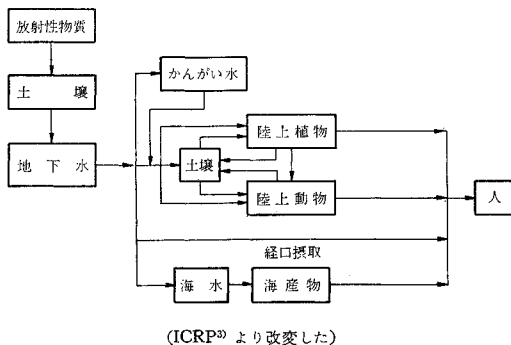 放射性物質
土壌
地下水
かんがい水
陸上植物
土壌
陸上動物
人
経口摂取
海水
海産物
(ICRP3) より改変した)